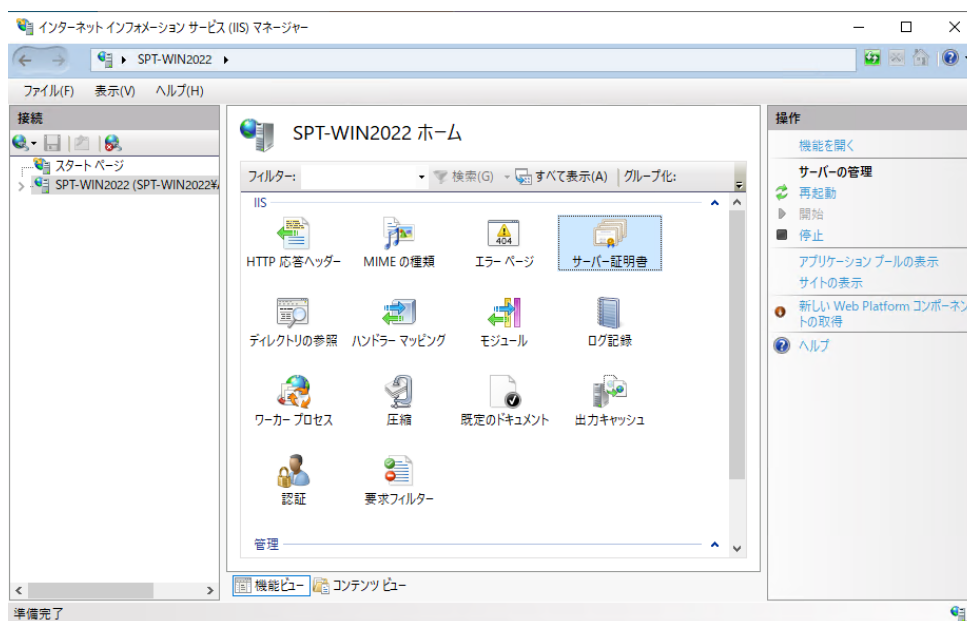 インターネット インフォメーション サービス (IIS) マネージャー
SPT-WIN2022
ファイル(F) 表示(V) ヘルプ(H)
接続
スタート ページ
SPT-WIN2022 (SPT-WIN2022¥
SPT-WIN2022 ホーム
フィルター: 検索(G) すべて表示(A) グループ化:
IIS
HTTP 応答ヘッダー MIME の種類 エラー ページ サーバー証明書
404
ディレクトリの参照 ハンドラー マッピング モジュール ログ記録
ワーカー プロセス 圧縮 既定のドキュメント 出力キャッシュ
認証 要求フィルター
管理
機能ビュー コンテンツ ビュー
操作
機能を開く
サーバーの管理
再起動
開始
停止
アプリケーション プールの表示
サイトの表示
新しい Web Platform コンポーネン
トの取得
ヘルプ
準備完了